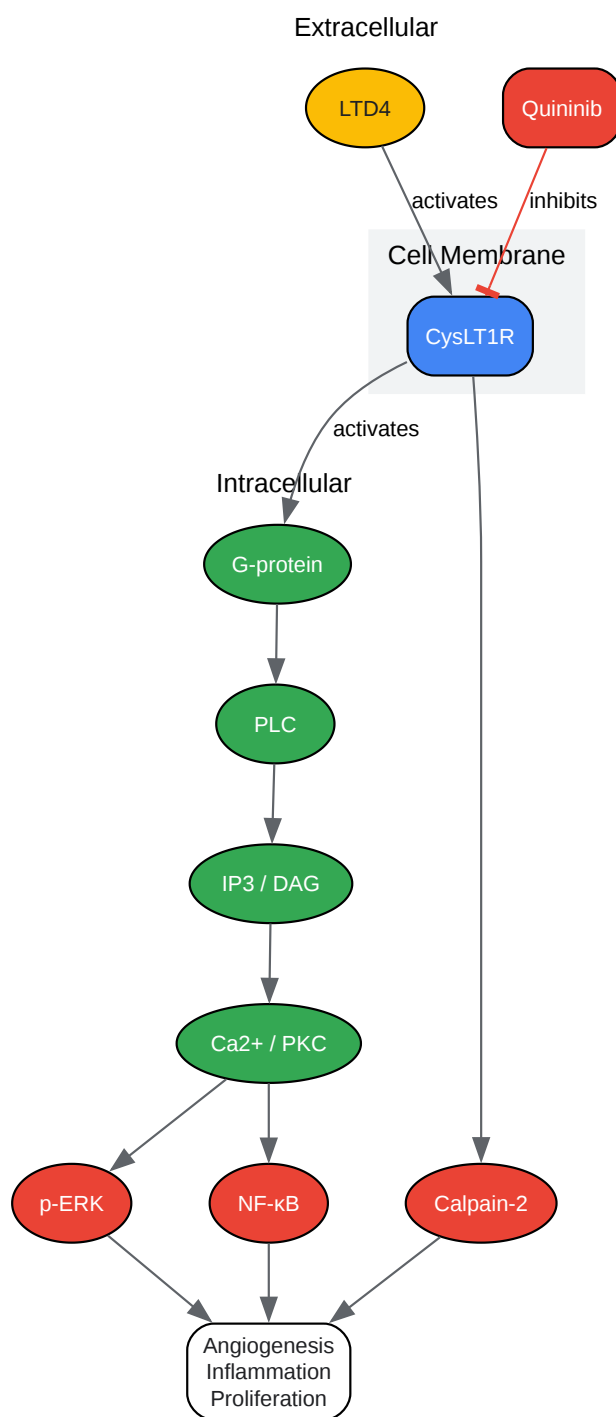 Extracellular
LTD4
Quininib
activates
inhibits
Cell Membrane
CysLT1R
activates
Intracellular
G-protein
PLC
IP3 / DAG
Ca2+ / PKC
p-ERK
NF-κB
Calpain-2
Angiogenesis
Inflammation
Proliferation